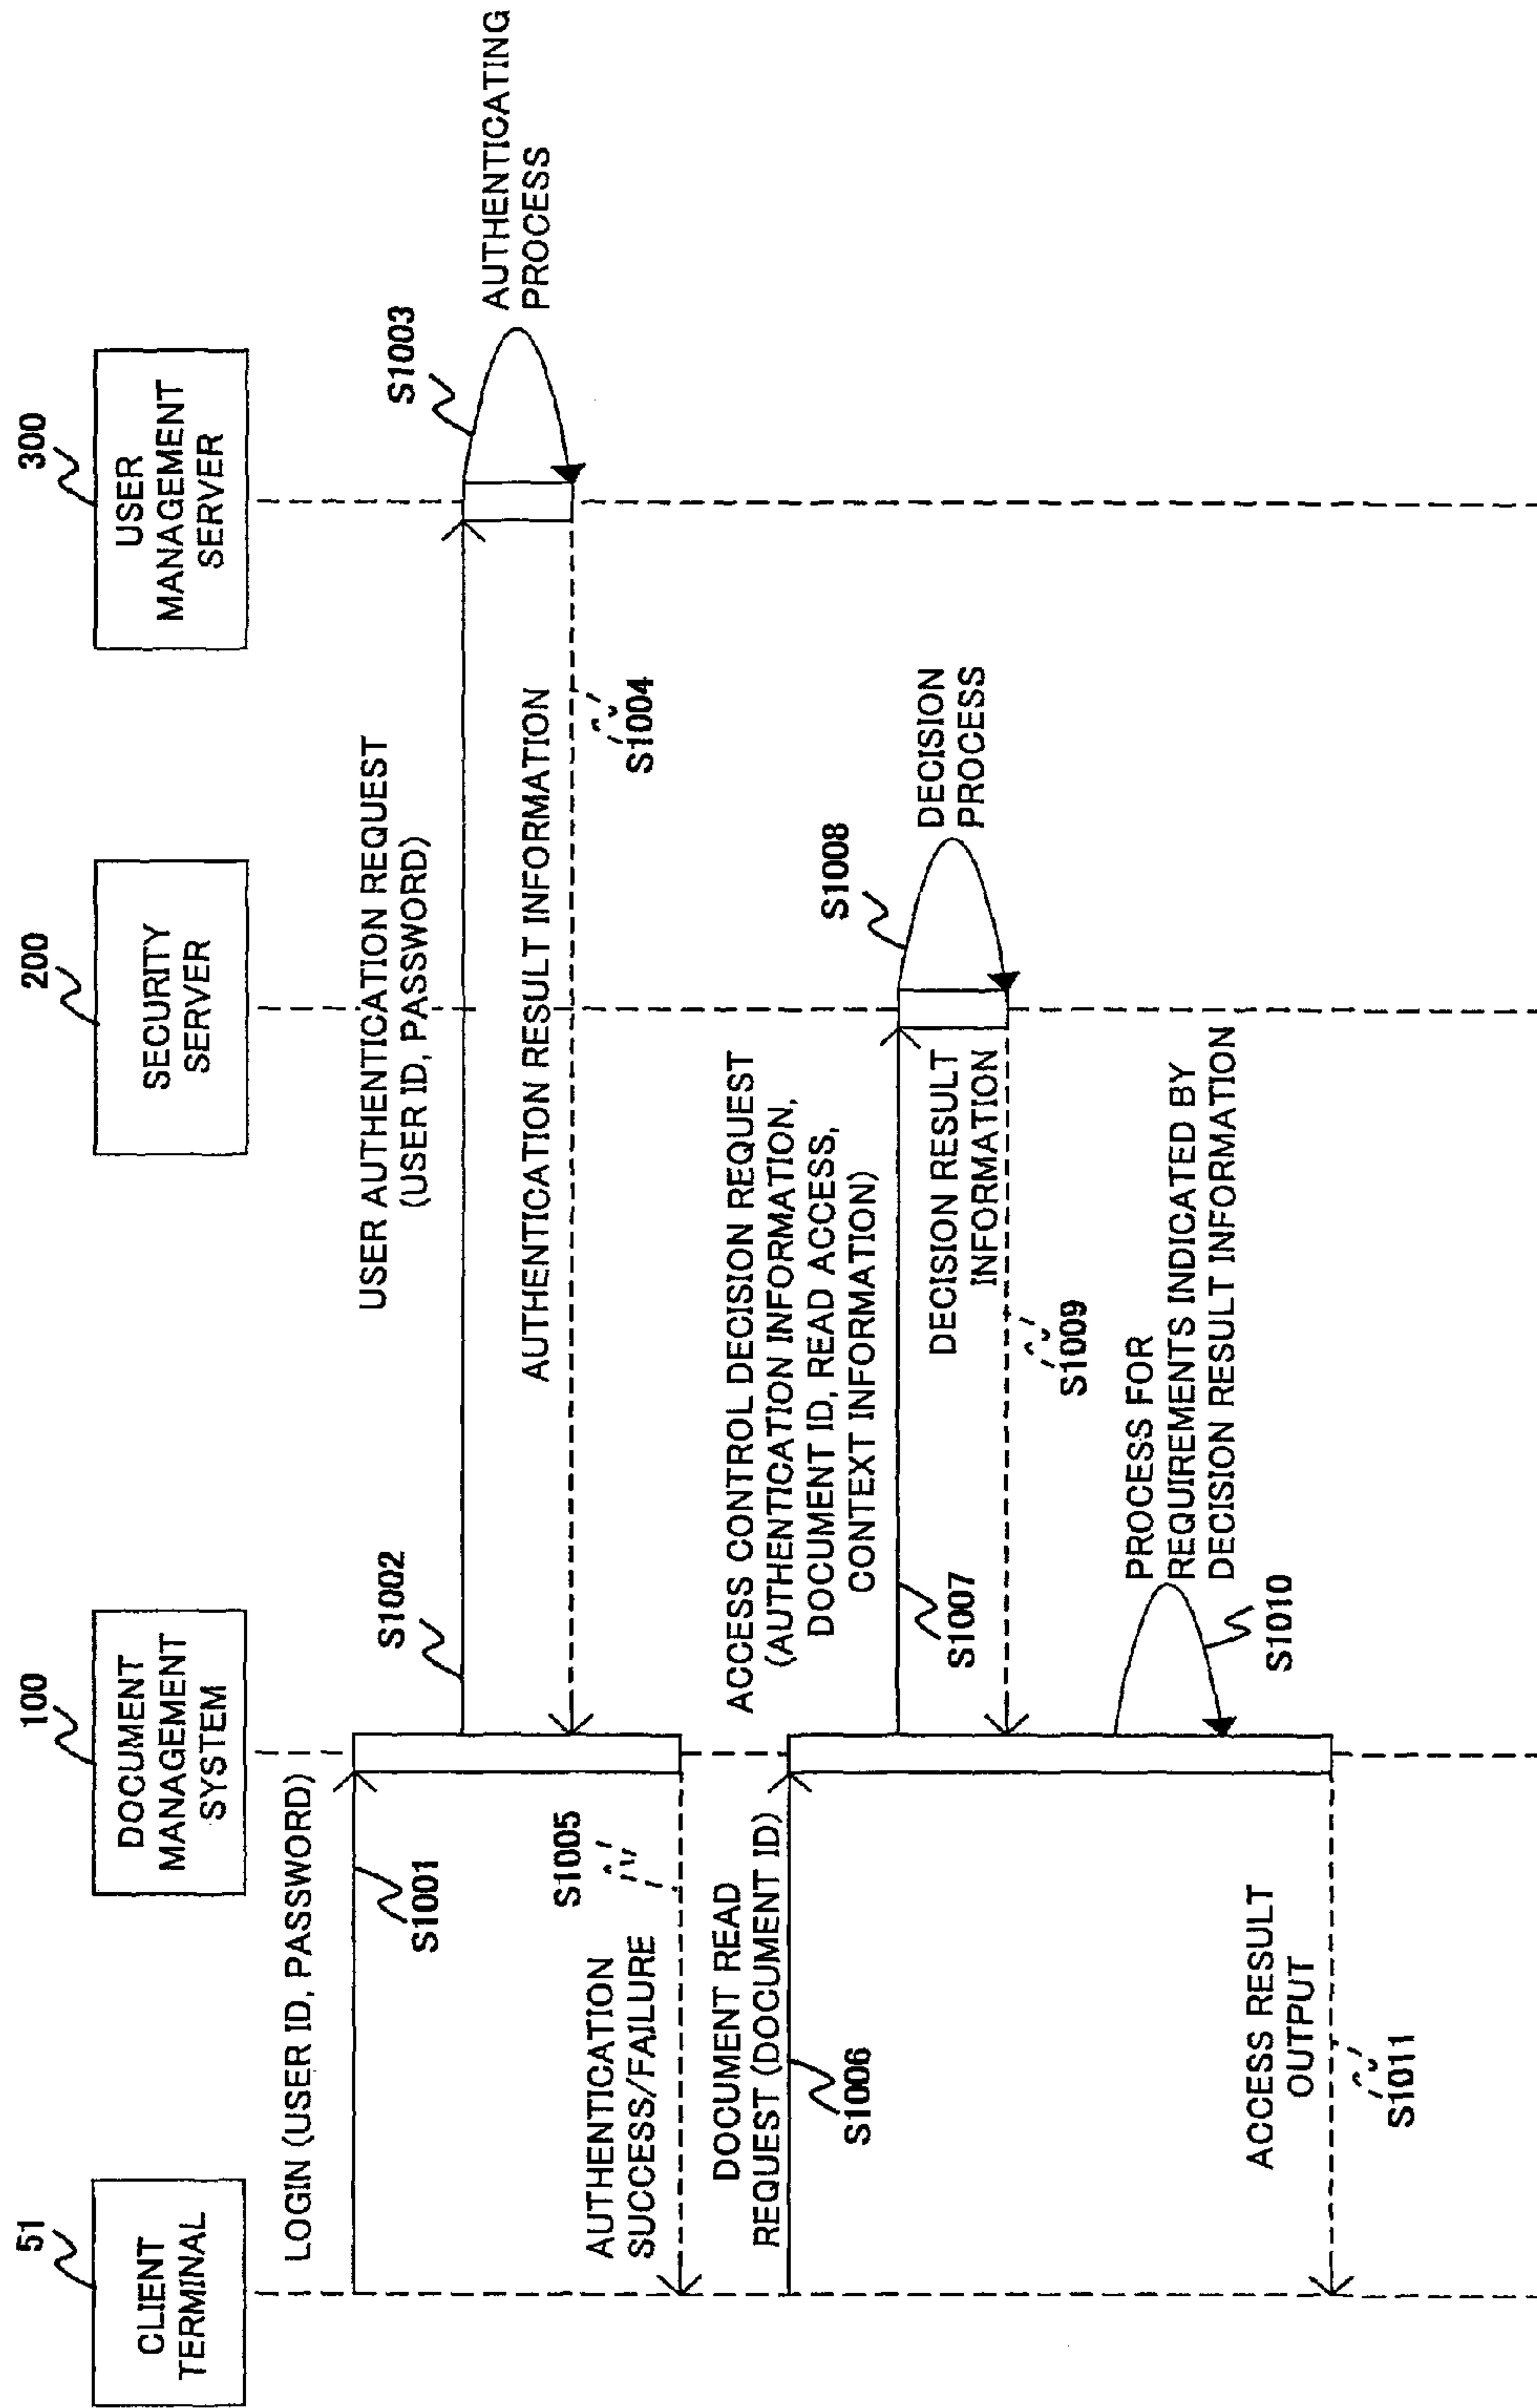 51
CLIENT
TERMINAL
100
DOCUMENT
MANAGEMENT
SYSTEM
200
SECURITY
SERVER
300
USER
MANAGEMENT
SERVER
LOGIN (USER ID, PASSWORD)
S1001
USER AUTHENTICATION REQUEST
(USER ID, PASSWORD)
S1002
S1003
AUTHENTICATING
PROCESS
AUTHENTICATION RESULT INFORMATION
S1004
S1005
AUTHENTICATION
SUCCESS/FAILURE
DOCUMENT READ
REQUEST (DOCUMENT ID)
S1006
ACCESS CONTROL DECISION REQUEST
(AUTHENTICATION INFORMATION,
DOCUMENT ID, READ ACCESS,
CONTEXT INFORMATION)
S1007
S1008
DECISION
PROCESS
DECISION RESULT
INFORMATION
S1009
PROCESS FOR
REQUIREMENTS INDICATED BY
DECISION RESULT INFORMATION
S1010
ACCESS RESULT
OUTPUT
S1011